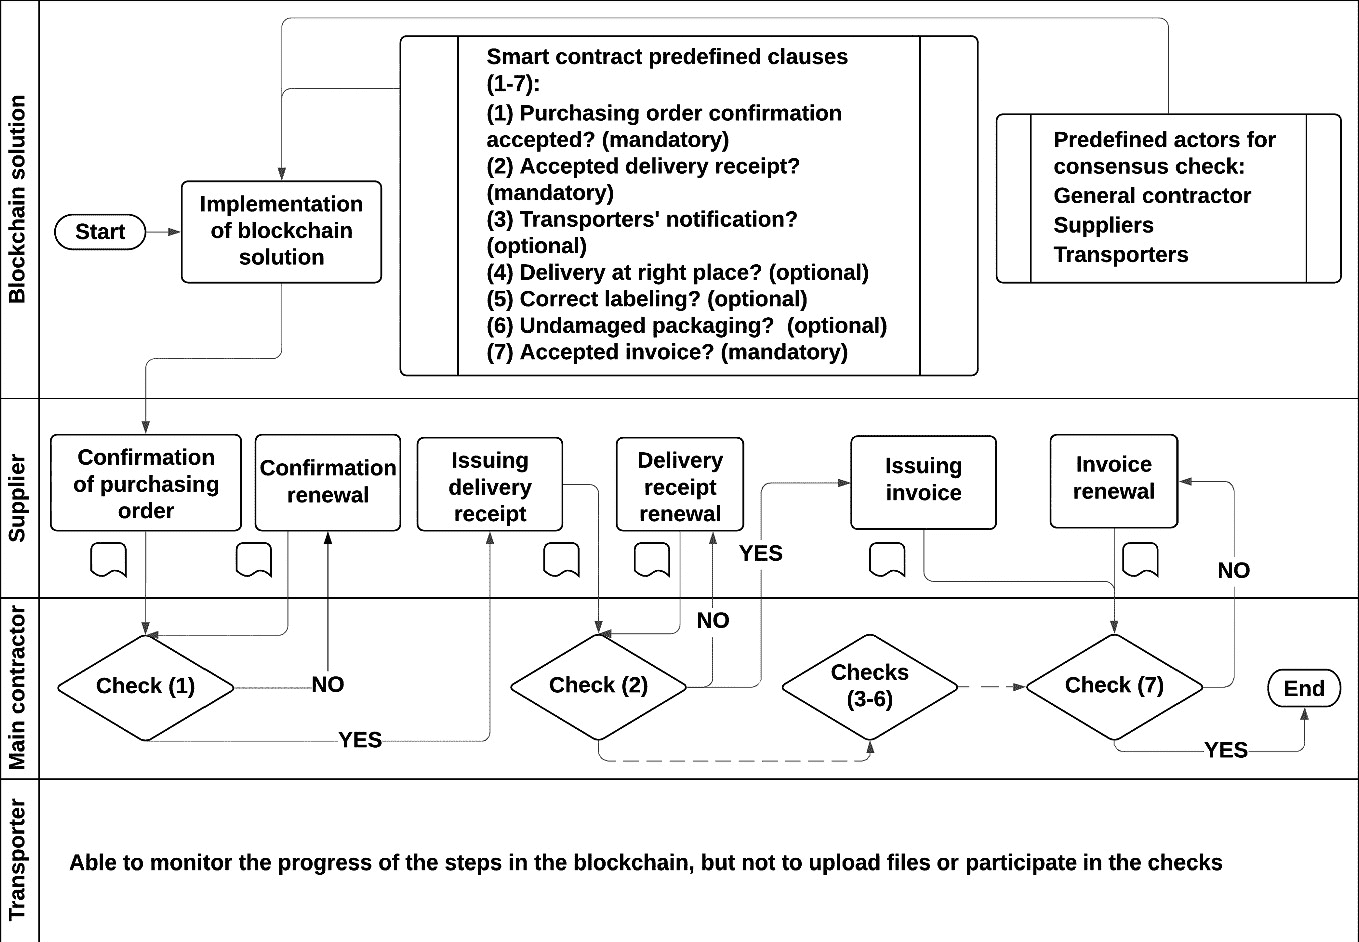 Blockchain solution
Smart contract predefined clauses
(1-7):
(1) Purchasing order confirmation
accepted? (mandatory)
(2) Accepted delivery receipt?
(mandatory)
(3) Transporters' notification?
(optional)
(4) Delivery at right place? (optional)
(5) Correct labeling? (optional)
(6) Undamaged packaging?  (optional)
(7) Accepted invoice? (mandatory)
Predefined actors for
consensus check:
General contractor
Suppliers
Transporters
Start
Implementation
of blockchain
solution
Supplier
Confirmation
of purchasing
order
Confirmation
renewal
Issuing
delivery
receipt
Delivery
receipt
renewal
YES
Issuing
invoice
Invoice
renewal
NO
NO
Main contractor
Check (1)
NO
YES
Check (2)
Checks
(3-6)
Check (7)
YES
End
Transporter
Able to monitor the progress of the steps in the blockchain, but not to upload files or participate in the checks